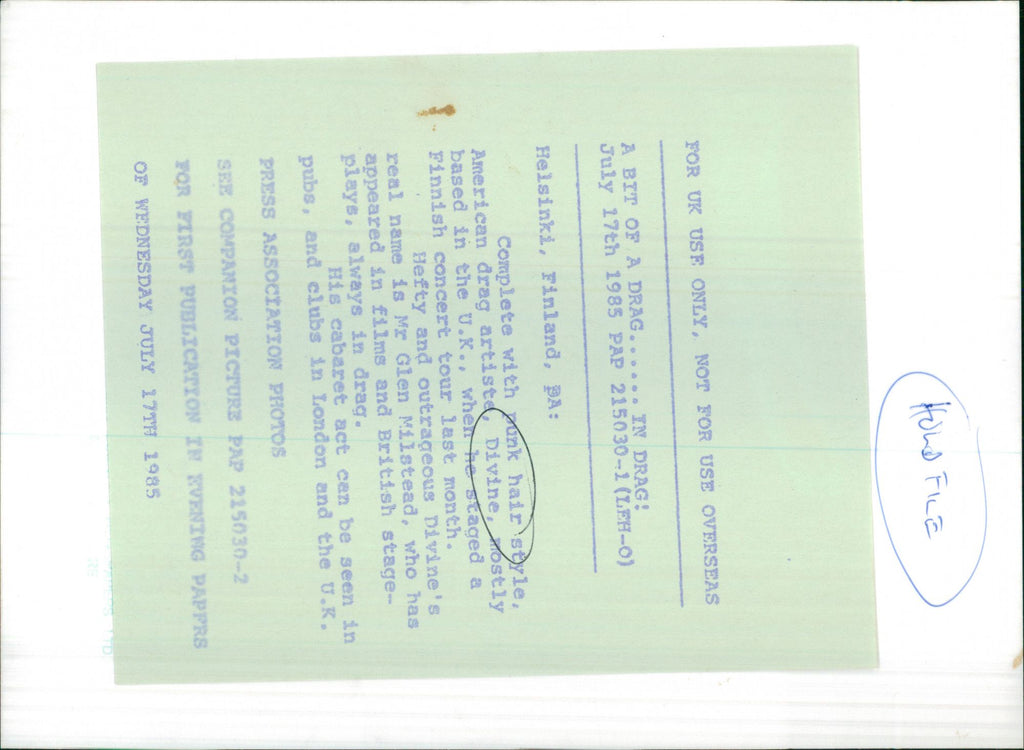 HOLD FILE
FOR UK USE ONLY, NOT FOR USE OVERSEAS
A BIT OF A DRAG...... IN DRAG!
July 17th 1985 PAP 215030-1(LEH-O)
Helsinki, Finland, PA:
Complete with punk hair style,
American drag artiste, Divine, mostly
based in the U.K., when he staged a
Finnish concert tour last month.
Hefty and outrageous Divine's
real name is Mr Glen Milstead, who has
appeared in films and British stage-
plays, always in drag.
His cabaret act can be seen in
pubs, and clubs in London and the U.K.
PRESS ASSOCIATION PHOTOS
SEE COMPANION PICTURE PAP 215030-2
FOR FIRST PUBLICATION IN EVENING PAPERS
OF WEDNESDAY JULY 17TH 1985